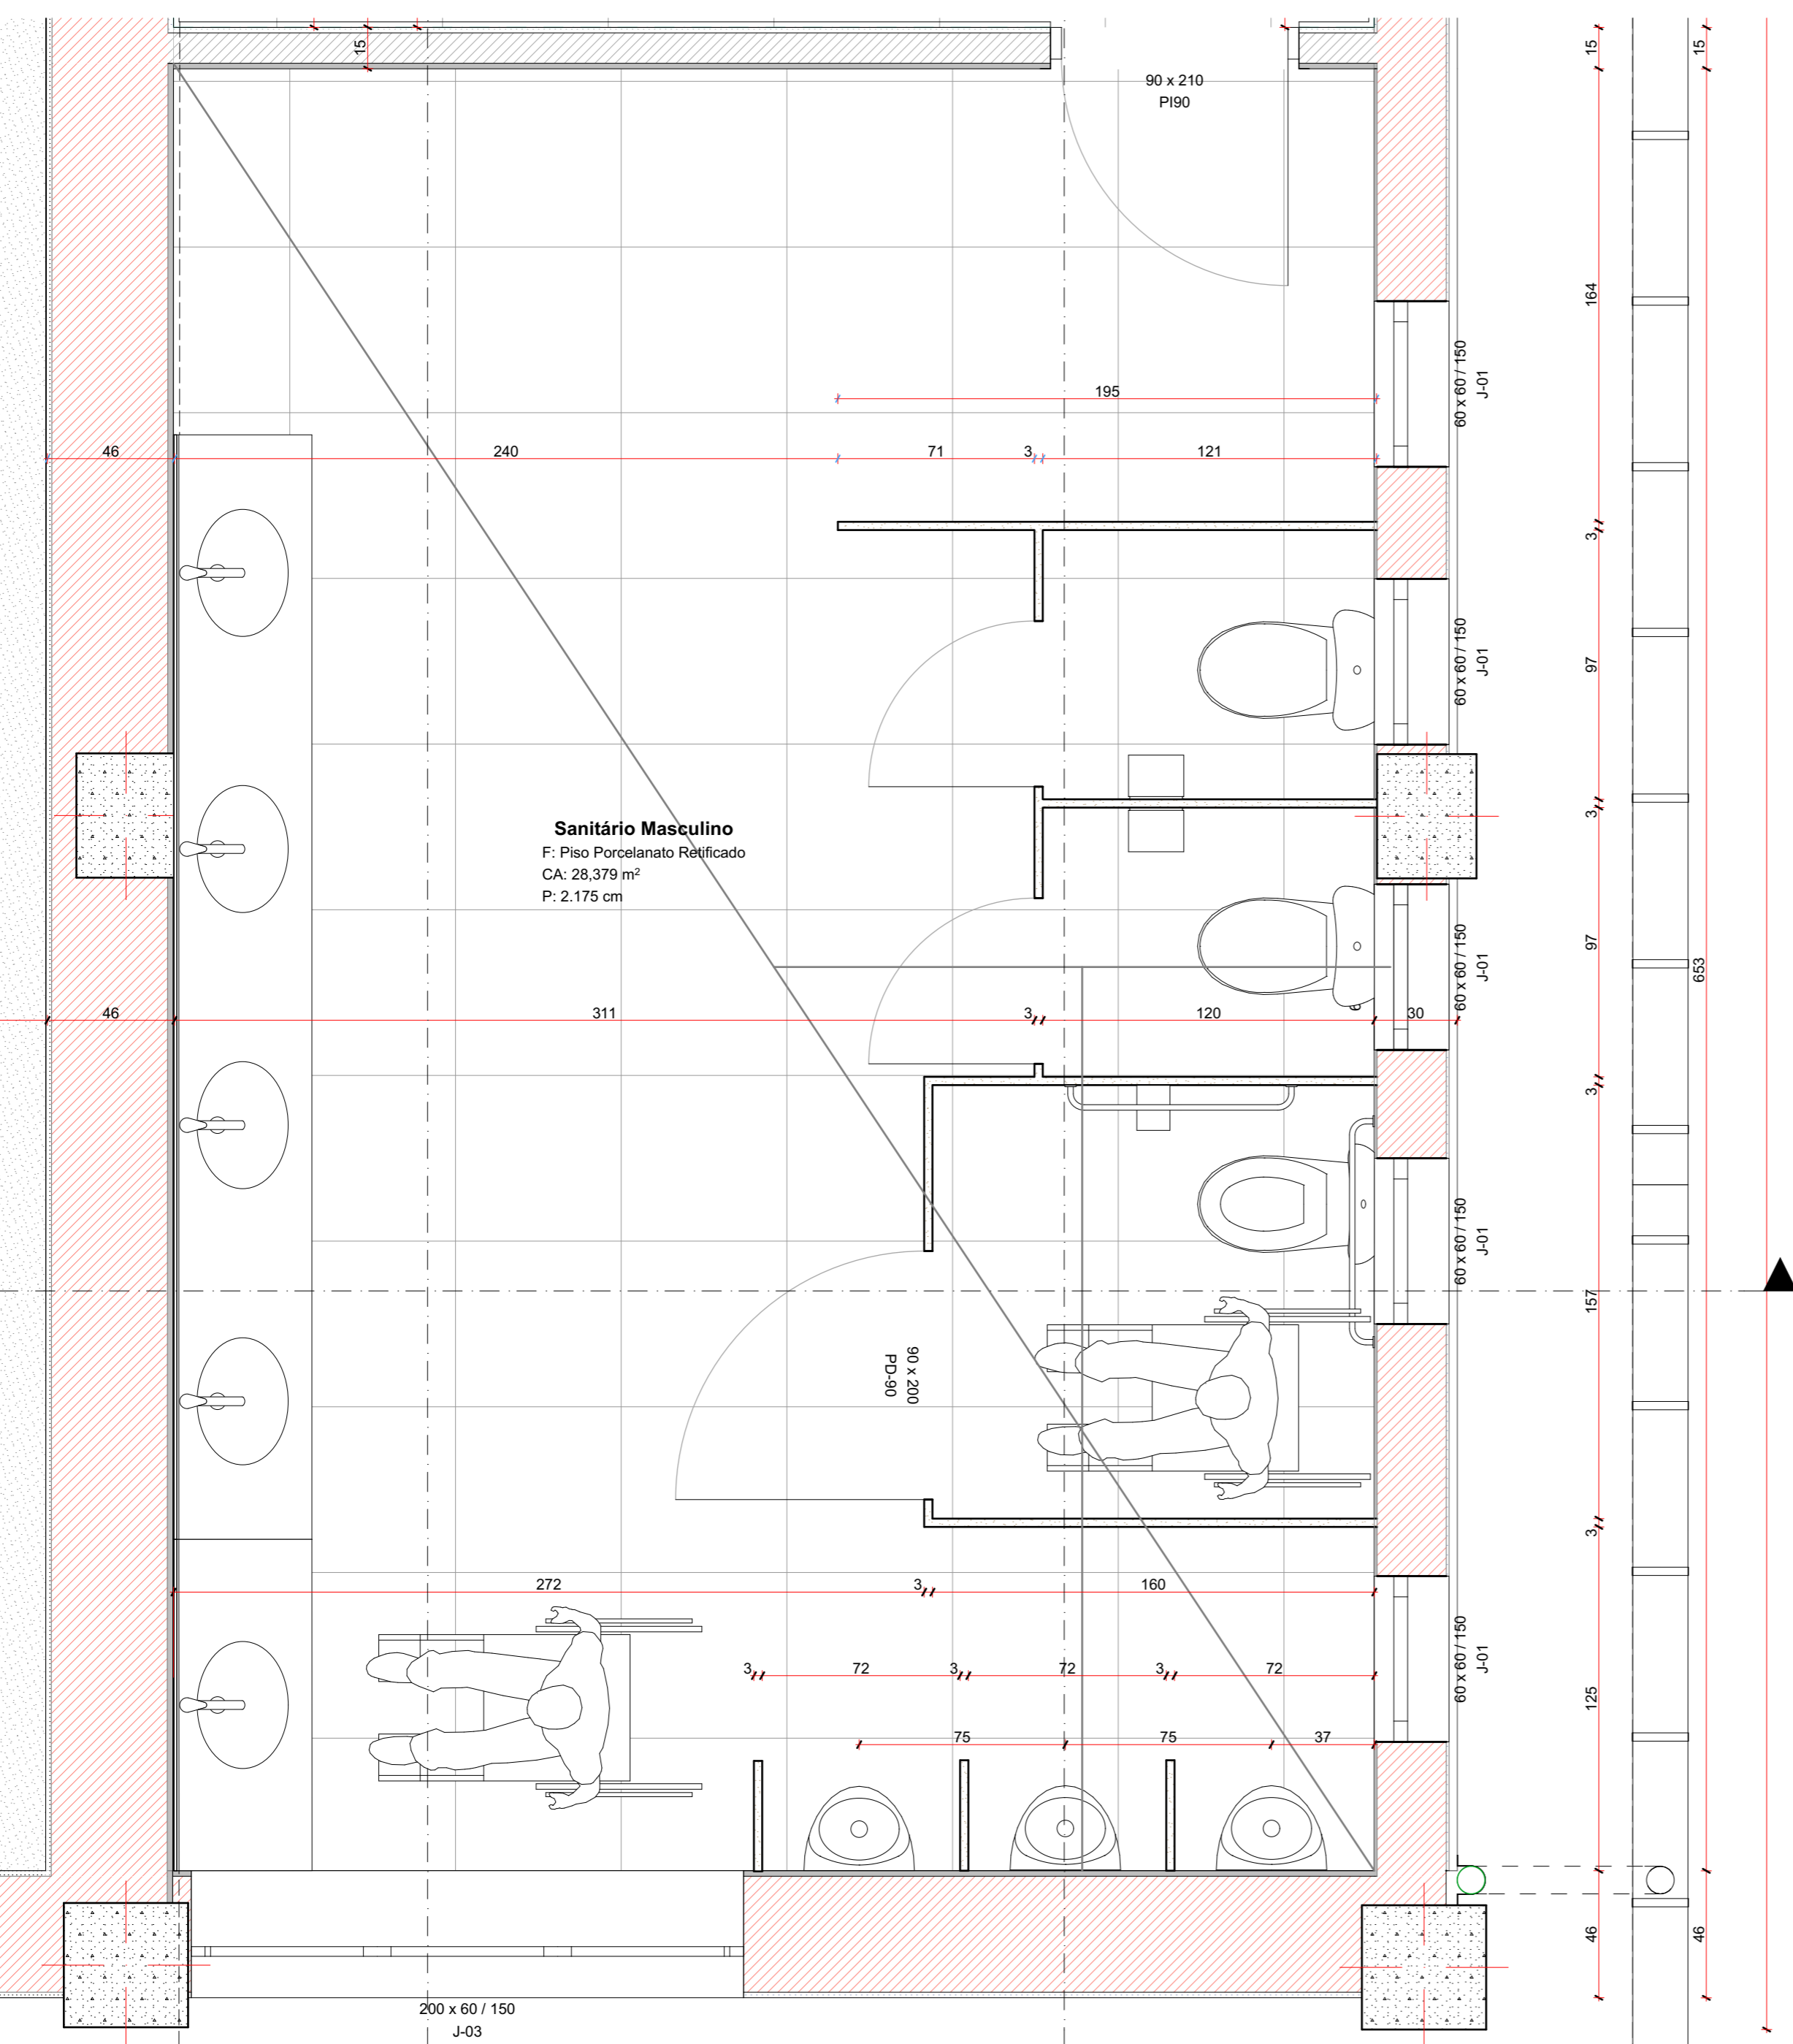 15
90 x 210
PI90
15
15
164
60 x 60 / 150
J-01
195
46
240
71
3
121
3
60 x 60 / 150
J-01
97
Sanitário Masculino
F: Piso Porcelanato Retificado
CA: 28,379 m²
P: 2.175 cm
3
60 x 60 / 150
J-01
97
653
46
311
3
120
30
3
60 x 60 / 150
J-01
157
90 x 200
PD-90
3
272
3
160
60 x 60 / 150
J-01
3
72
3
72
3
72
125
75
75
37
46
46
200 x 60 / 150
J-03